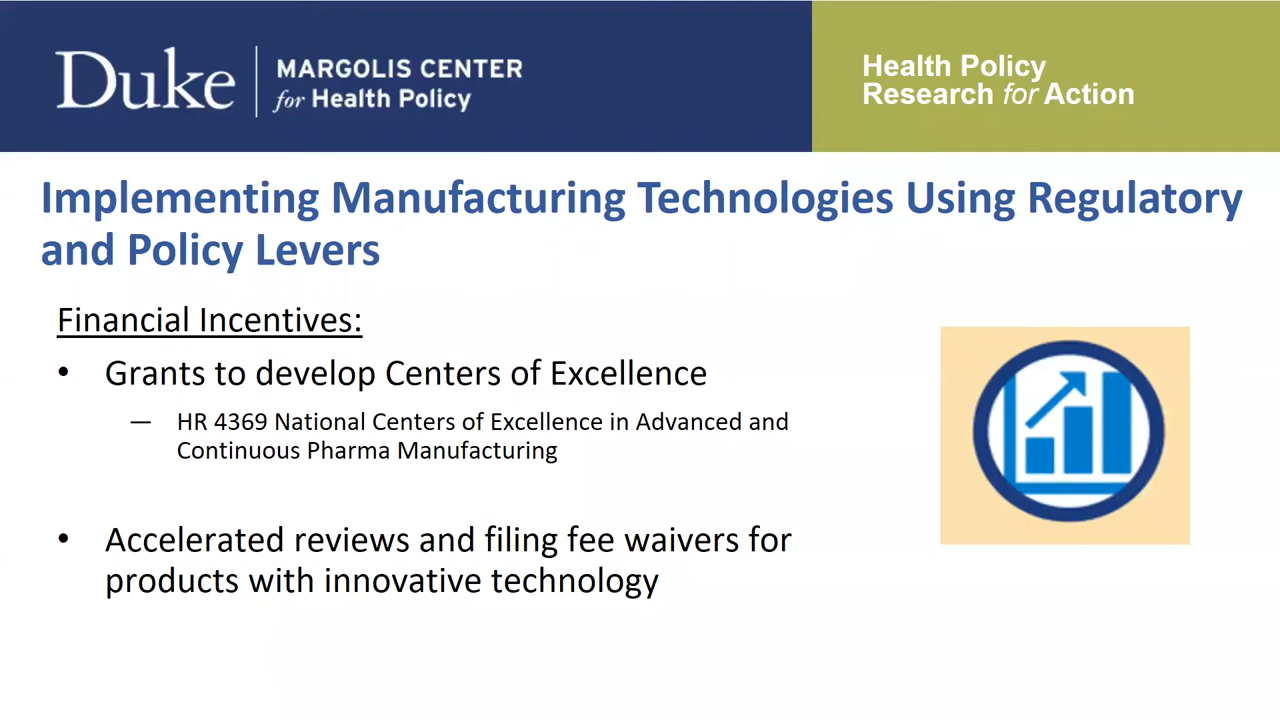 Duke
MARGOLIS CENTER
for Health Policy
Health Policy
Research for Action
Implementing Manufacturing Technologies Using Regulatory
and Policy Levers
Financial Incentives:
• Grants to develop Centers of Excellence
— HR 4369 National Centers of Excellence in Advanced and
Continuous Pharma Manufacturing
• Accelerated reviews and filing fee waivers for
products with innovative technology